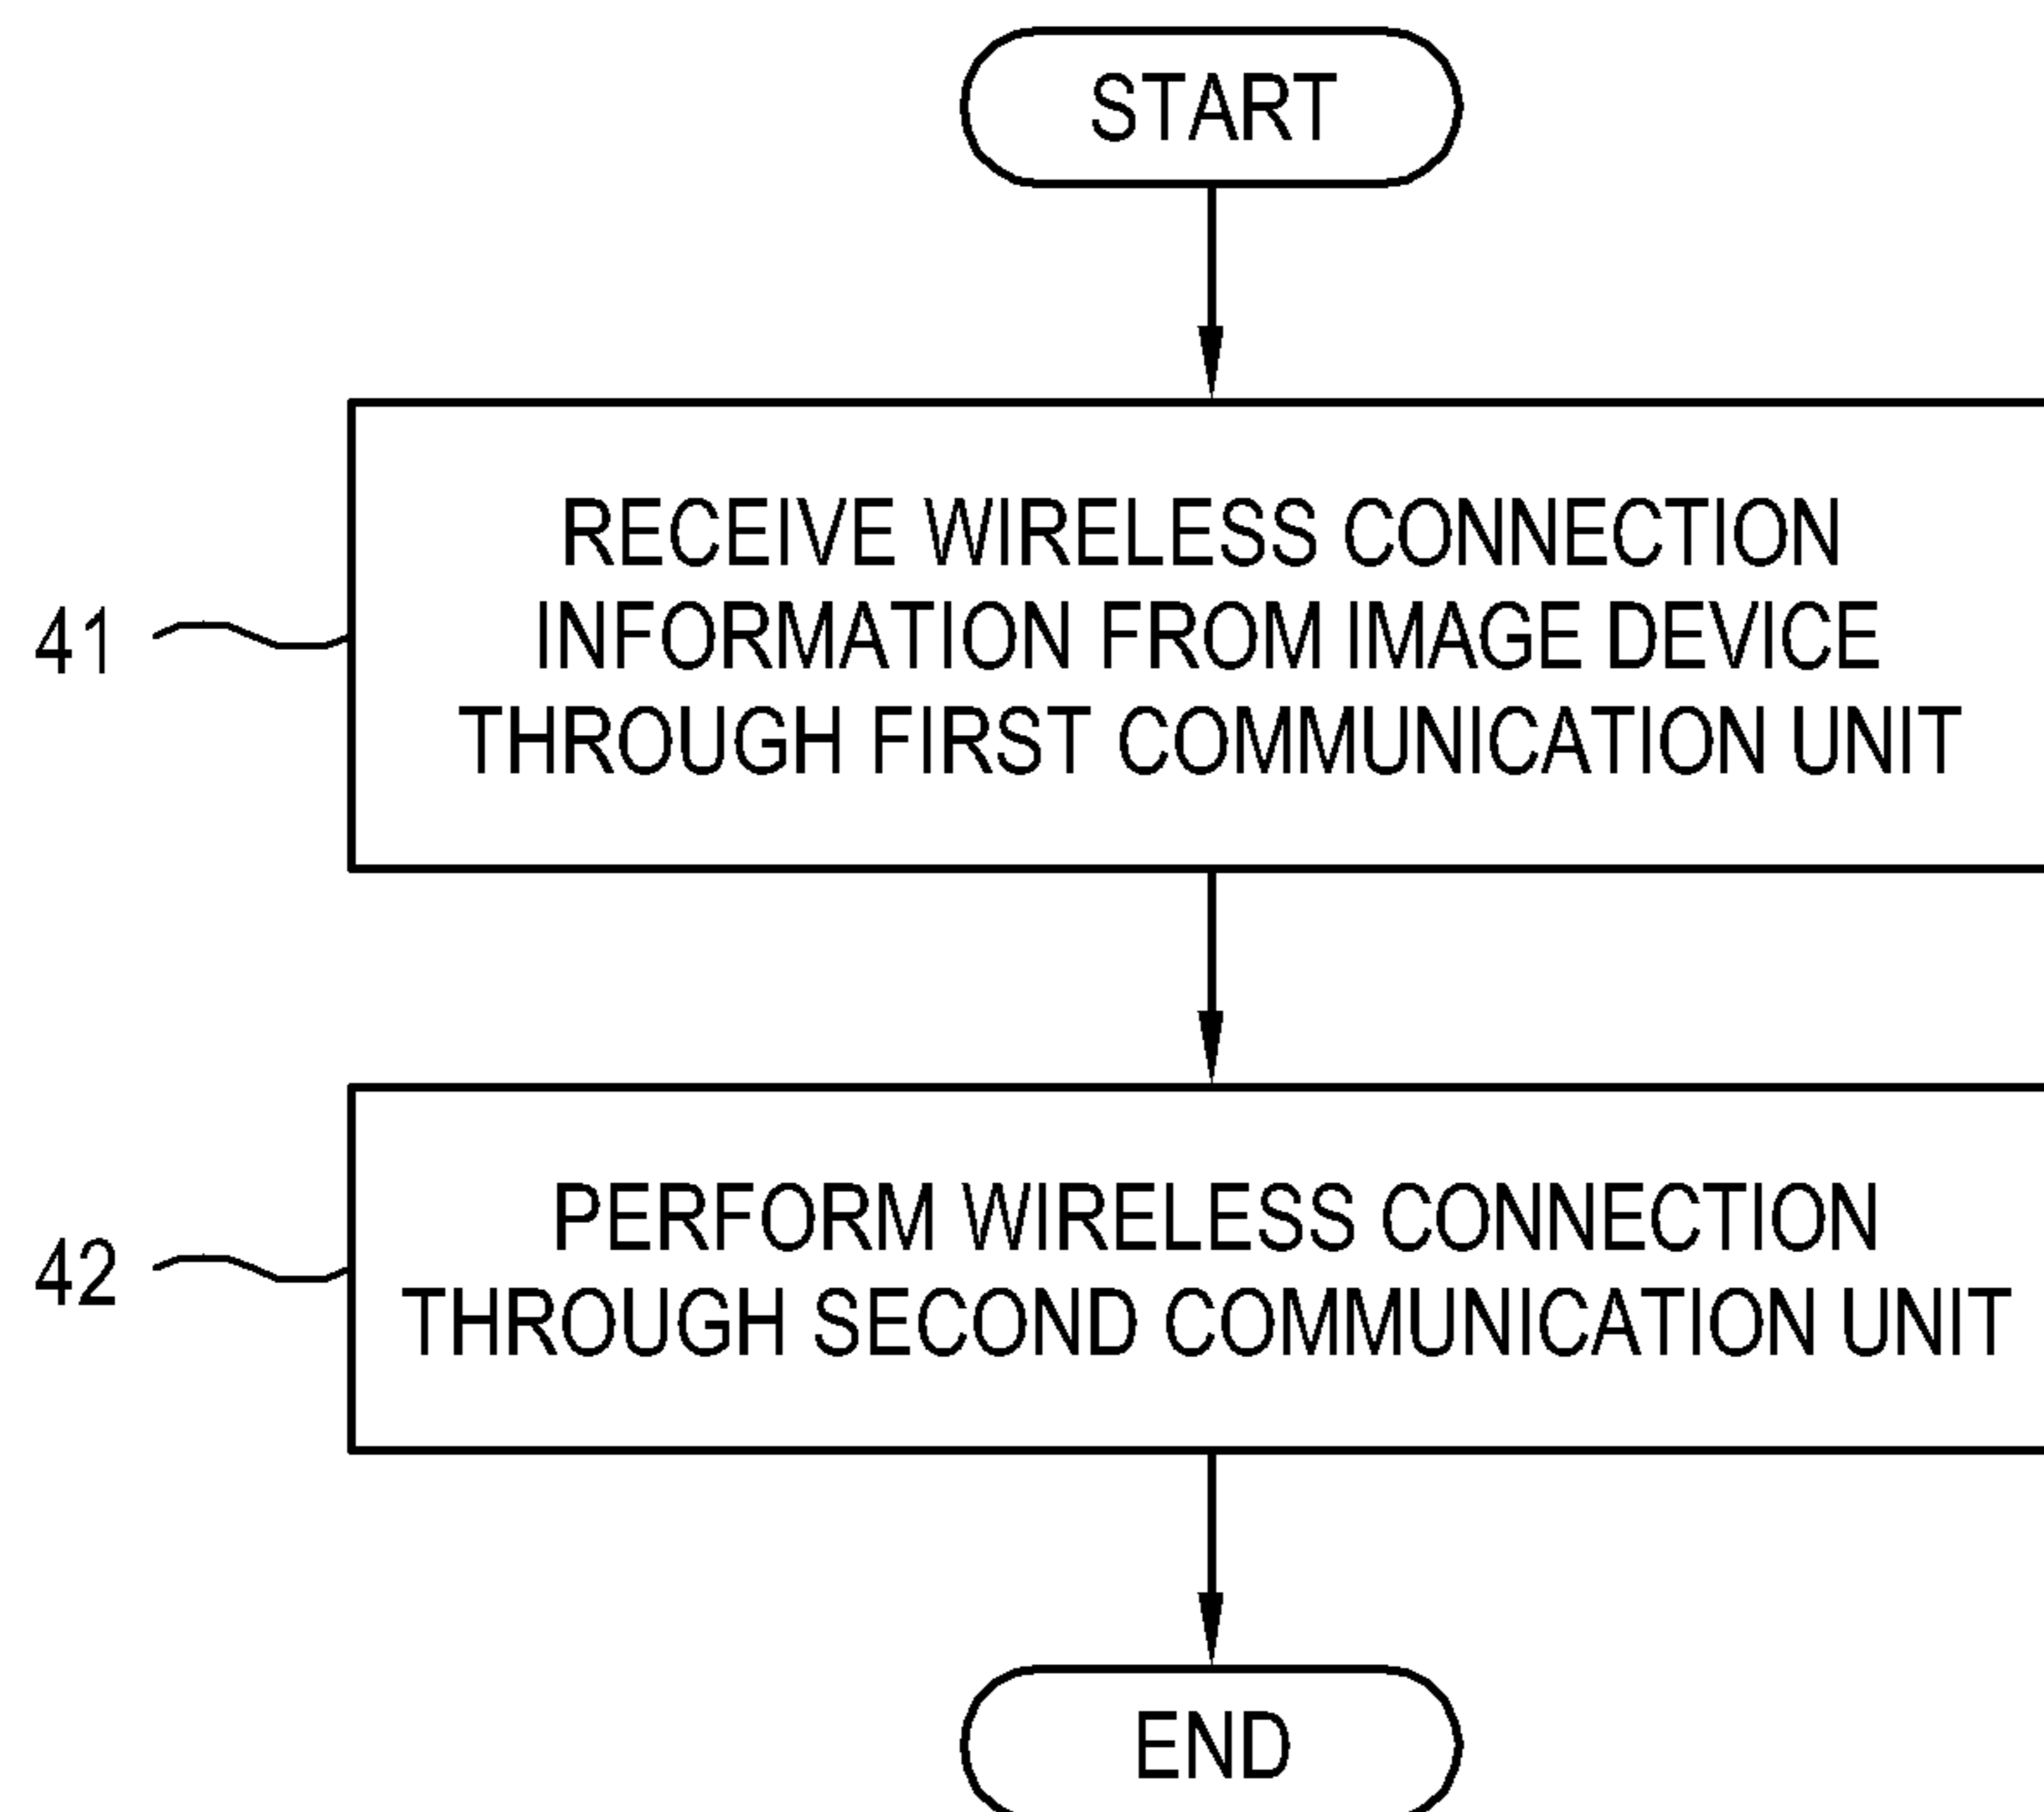 START
RECEIVE WIRELESS CONNECTION
INFORMATION FROM IMAGE DEVICE
THROUGH FIRST COMMUNICATION UNIT
41
PERFORM WIRELESS CONNECTION
THROUGH SECOND COMMUNICATION UNIT
42
END